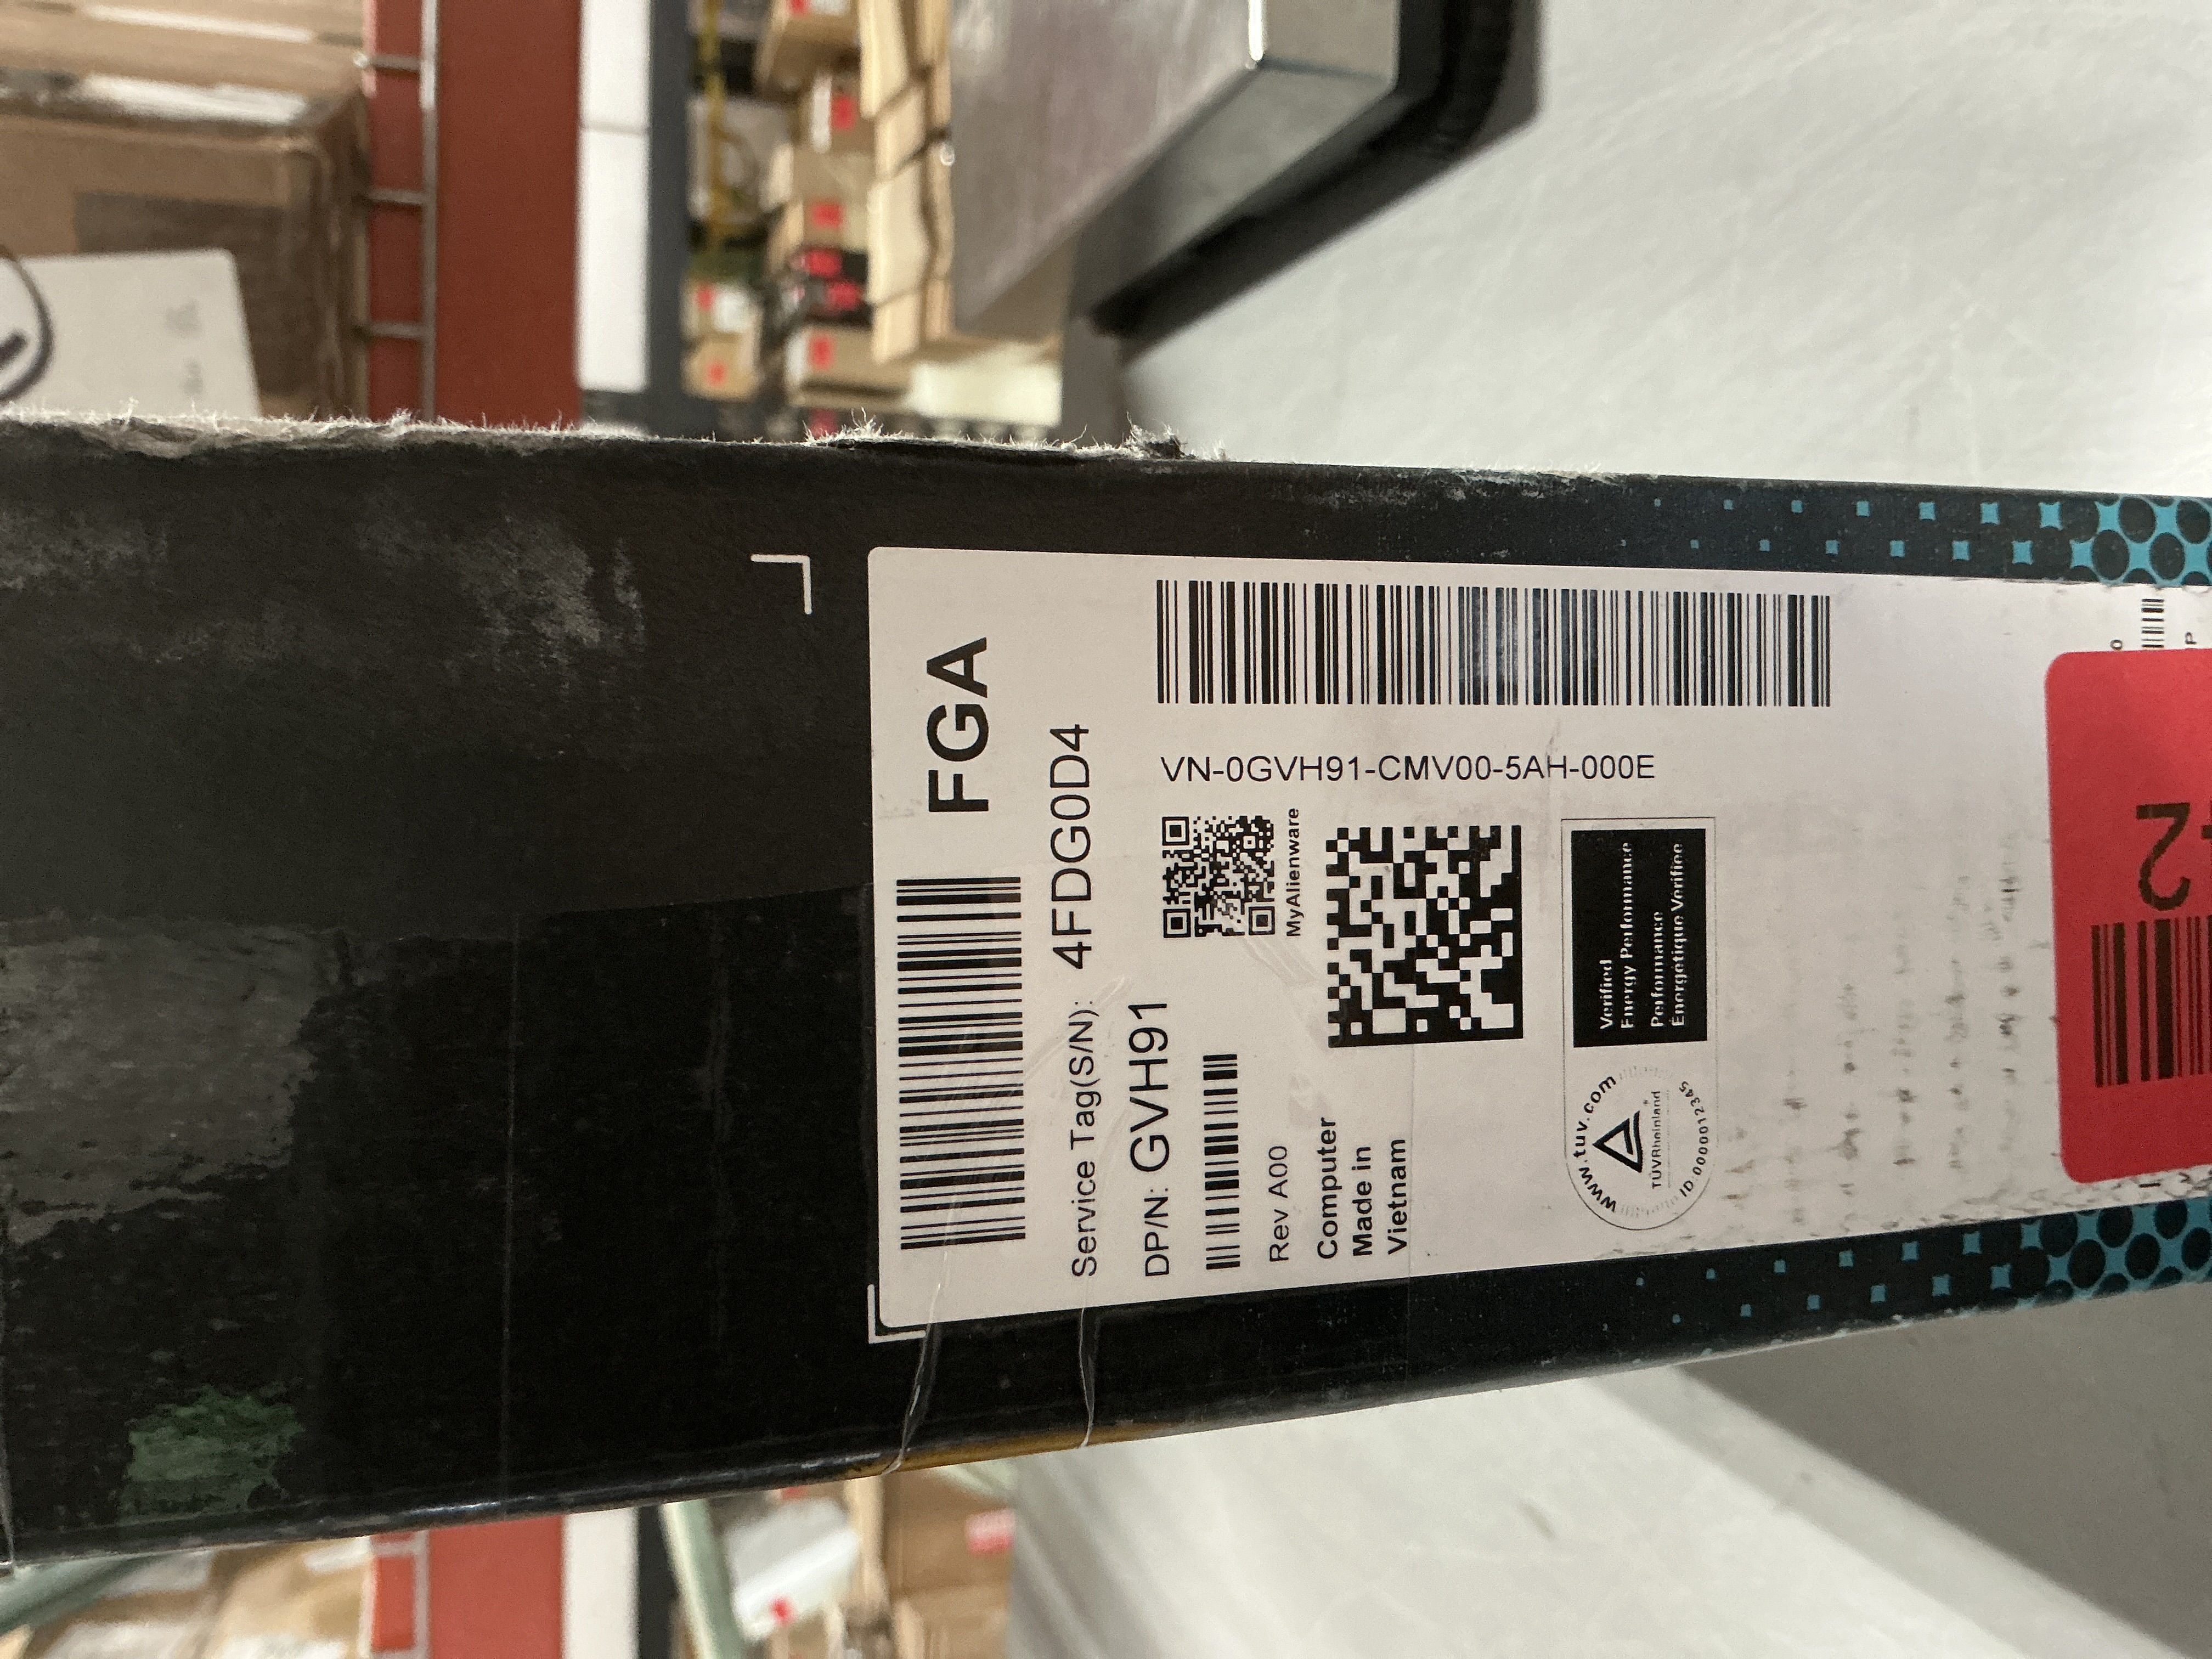 FGA
Service Tag(S/N): 4FDG0D4
DP/N: GVH91
MyAlienware
VN-0GVH91-CMV00-5AH-000E
Rev A00
Computer
Made in
Vietnam
www.tuv.com
TÜVRheinland
ID:0000012345
Verified
Energy Performance
Performance
Énergétique Vérifiée